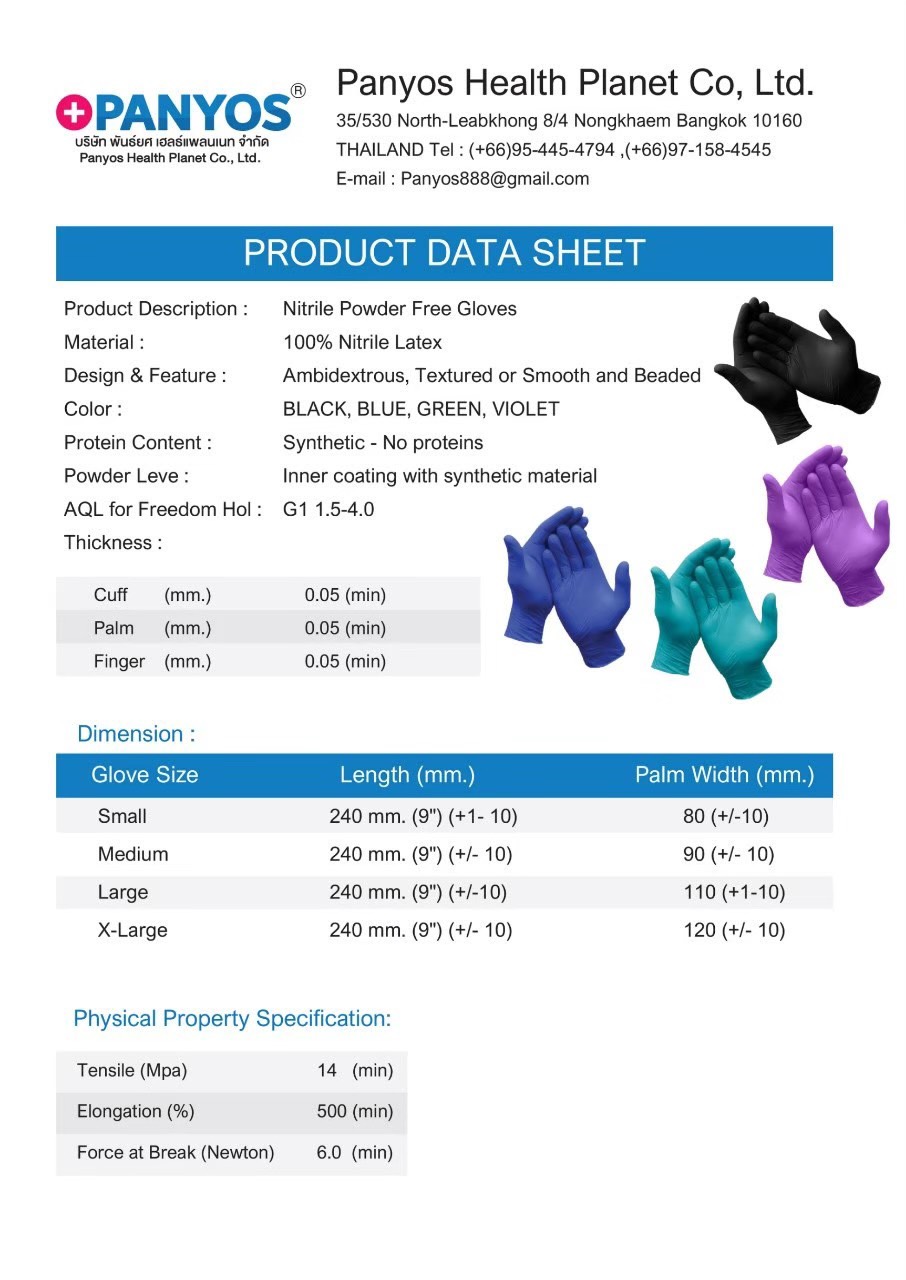 PANYOS®
บริษัท พันธ์ยศ เฮลธ์แพลนเนท จำกัด
Panyos Health Planet Co., Ltd.
Panyos Health Planet Co, Ltd.
35/530 North-Leabkhong 8/4 Nongkhaem Bangkok 10160
THAILAND Tel : (+66)95-445-4794 ,(+66)97-158-4545
E-mail : Panyos888@gmail.com
PRODUCT DATA SHEET
Product Description : Nitrile Powder Free Gloves
Material : 100% Nitrile Latex
Design & Feature : Ambidextrous, Textured or Smooth and Beaded
Color : BLACK, BLUE, GREEN, VIOLET
Protein Content : Synthetic - No proteins
Powder Leve : Inner coating with synthetic material
AQL for Freedom Hol : G1 1.5-4.0
Thickness :
Cuff (mm.) 0.05 (min)
Palm (mm.) 0.05 (min)
Finger (mm.) 0.05 (min)
Dimension :
Glove Size Length (mm.) Palm Width (mm.)
Small 240 mm. (9") (+1- 10) 80 (+/-10)
Medium 240 mm. (9") (+/- 10) 90 (+/- 10)
Large 240 mm. (9") (+/-10) 110 (+1-10)
X-Large 240 mm. (9") (+/- 10) 120 (+/- 10)
Physical Property Specification:
Tensile (Mpa) 14 (min)
Elongation (%) 500 (min)
Force at Break (Newton) 6.0 (min)